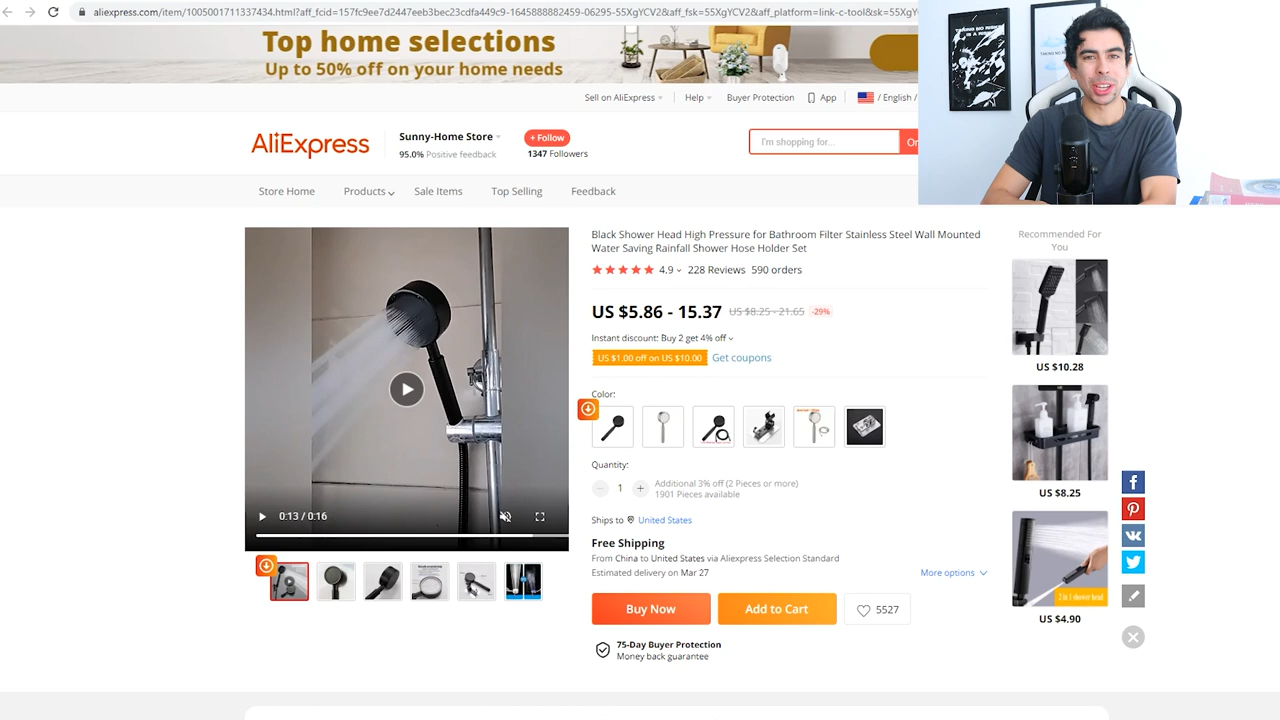 aliexpress.com/item/1005001711337434.html?aff_fcid=157fc9ee7d2447eeb3bec23cdfa449c9-1645888882459-06295-55XgYCV2&aff_fsk=55XgYCV2&aff_platform=link-c-tool&sk=55XgY
Top home selections
Up to 50% off on your home needs
Sell on AliExpress
Help
Buyer Protection
App
/ English /
AliExpress
Sunny-Home Store
95.0% Positive feedback
+ Follow
1347 Followers
I'm shopping for...
On
Store Home
Products
Sale Items
Top Selling
Feedback
Black Shower Head High Pressure for Bathroom Filter Stainless Steel Wall Mounted
Water Saving Rainfall Shower Hose Holder Set
4.9
228 Reviews
590 orders
US $5.86 - 15.37
US $8.25 - 21.65
-29%
Instant discount: Buy 2 get 4% off
US $1.00 off on US $10.00
Get coupons
Color:
Quantity:
1
Additional 3% off (2 Pieces or more)
1901 Pieces available
Ships to
United States
Free Shipping
From China to United States via Aliexpress Selection Standard
Estimated delivery on Mar 27
More options
Buy Now
Add to Cart
5527
75-Day Buyer Protection
Money back guarantee
0:13 / 0:16
Recommended For
You
US $10.28
US $8.25
2 in 1 shower head
US $4.90